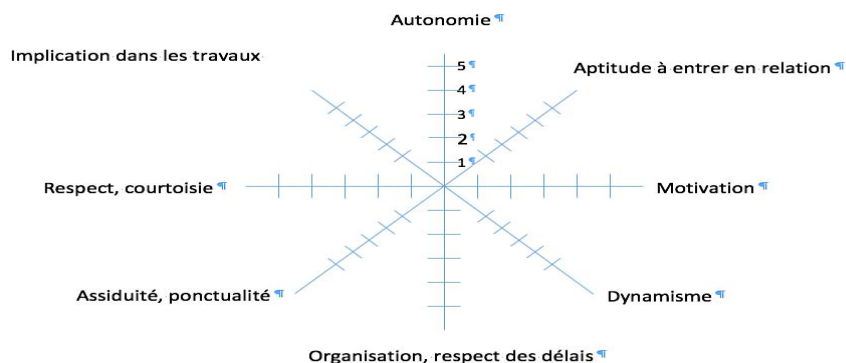 Autonomie ¶
Implication dans les travaux
5 ¶
Aptitude à entrer en relation ¶
4 ¶
3 ¶
2 ¶
1 ¶
Respect, courtoisie ¶
Motivation ¶
Assiduité, ponctualité ¶
Dynamisme ¶
Organisation, respect des délais ¶